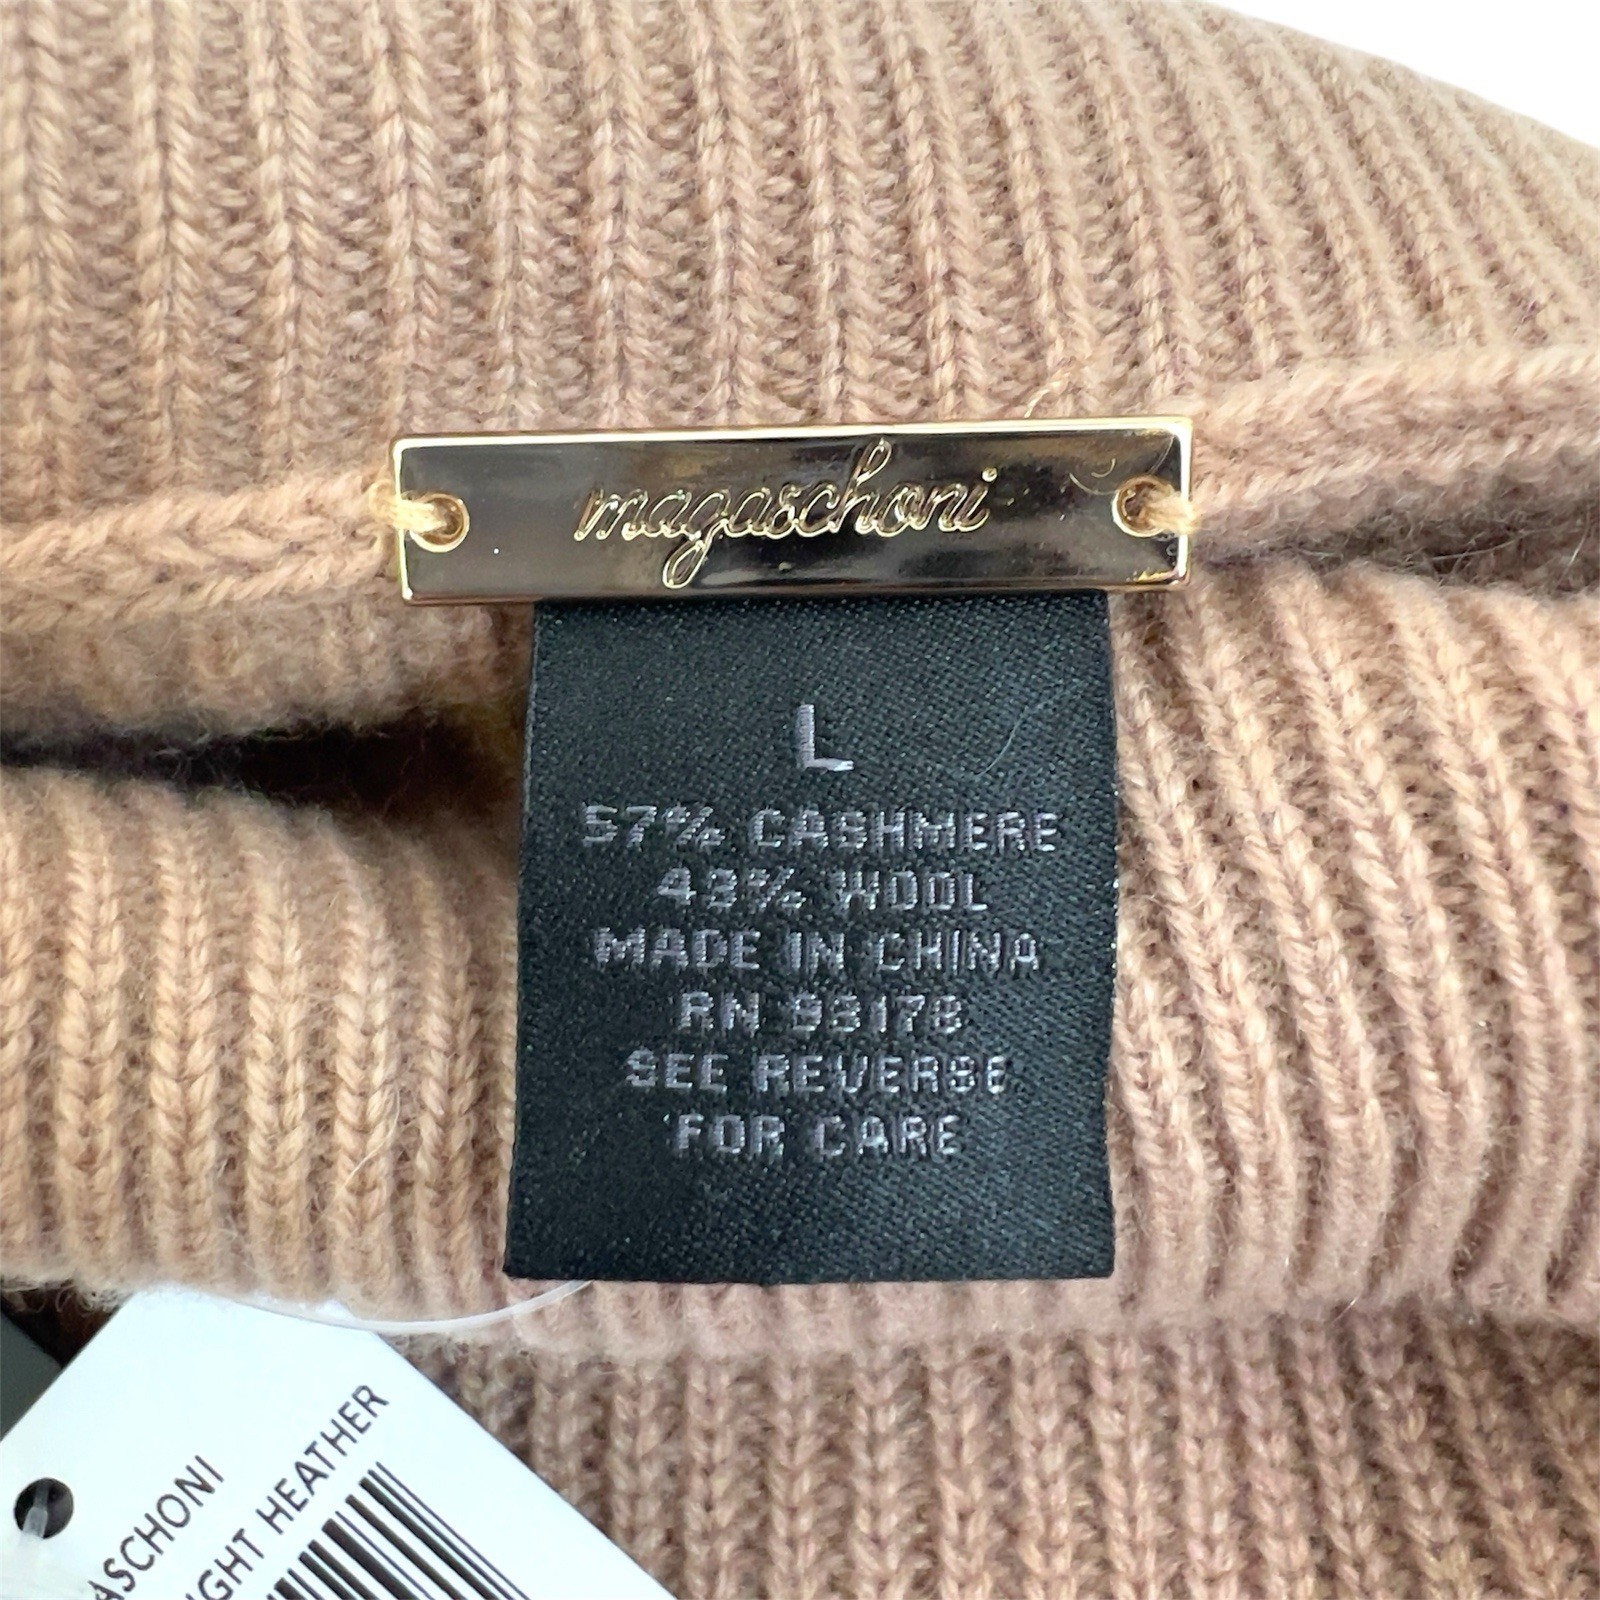 magaschoni
L
57% CASHMERE
43% WOOL
MADE IN CHINA
RN 93178
SEE REVERSE
FOR CARE
ASCHONI
IGHT HEATHER